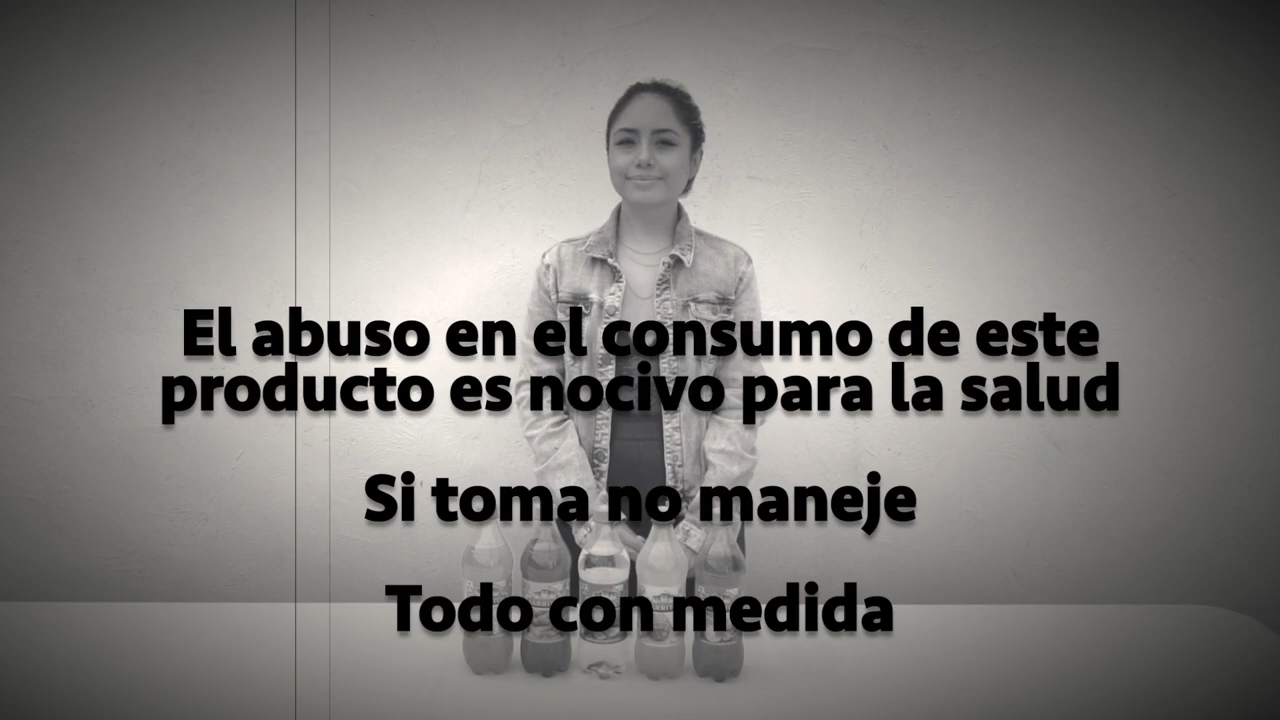 El abuso en el consumo de este
producto es nocivo para la salud
Si toma no maneje
Todo con medida